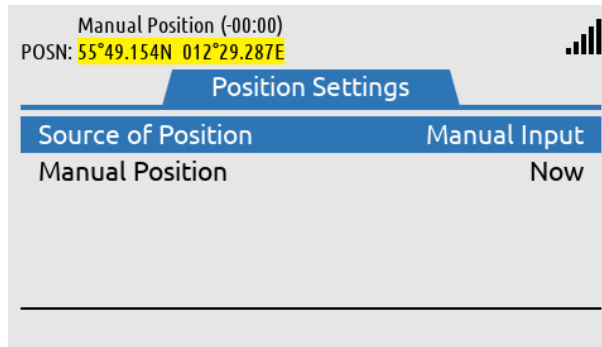 Manual Position (-00:00)
POSN: 55°49.154N 012°29.287E
Position Settings
Source of Position Manual Input
Manual Position Now